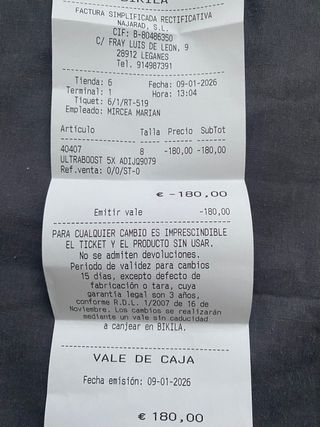 BIKILA
FACTURA SIMPLIFICADA RECTIFICATIVA
NAJARAD, S.L.
CIF: B-80486350
C/ FRAY LUIS DE LEON, 9
28912 LEGANES
Tel. 914987391
Tienda: 6 Fecha: 09-01-2026
Terminal: 1 Hora: 13:04
Tiquet: 6/1/RT-519
Empleado: MIRCEA MARIAN
Articulo Talla Precio SubTot
40407 8 -180,00 -180,00
ULTRABOOST 5X ADIJQ9079
Ref.venta: 0/0/ST-0
€ -180,00
Emitir vale -180,00
PARA CUALQUIER CAMBIO ES IMPRESCINDIBLE
EL TICKET Y EL PRODUCTO SIN USAR.
No se admiten devoluciones.
Periodo de validez para cambios
15 días, excepto defecto de
fabricación o tara, cuya
garantía legal son 3 años,
conforme R.D.L. 1/2007 de 16 de
Noviembre. Los cambios se realizarán
mediante un vale sin caducidad
a canjear en BIKILA
VALE DE CAJA
Fecha emisión: 09-01-2026
€ 180,00